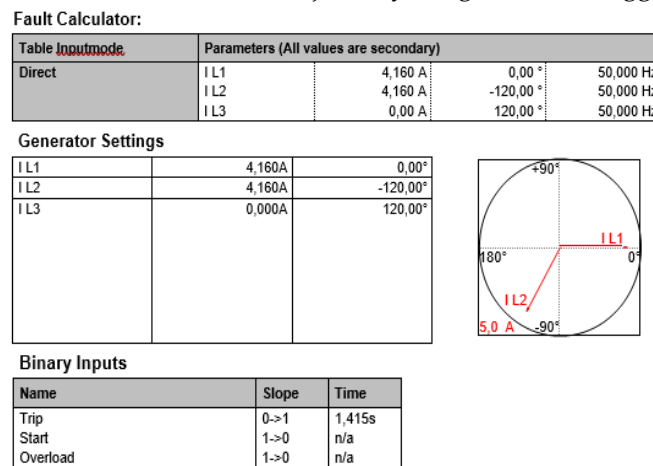 Fault Calculator:
Table Inputmode Parameters (All values are secondary)
Direct I L1 4,160 A 0,00 ° 50,000 Hz
I L2 4,160 A -120,00 ° 50,000 Hz
I L3 0,00 A 120,00 ° 50,000 Hz
Generator Settings
I L1 4,160A 0,00°
I L2 4,160A -120,00°
I L3 0,000A 120,00°
+90°
I L1
180° 0°
I L2
5,0 A -90°
Binary Inputs
Name Slope Time
Trip 0->1 1,415s
Start 1->0 n/a
Overload 1->0 n/a